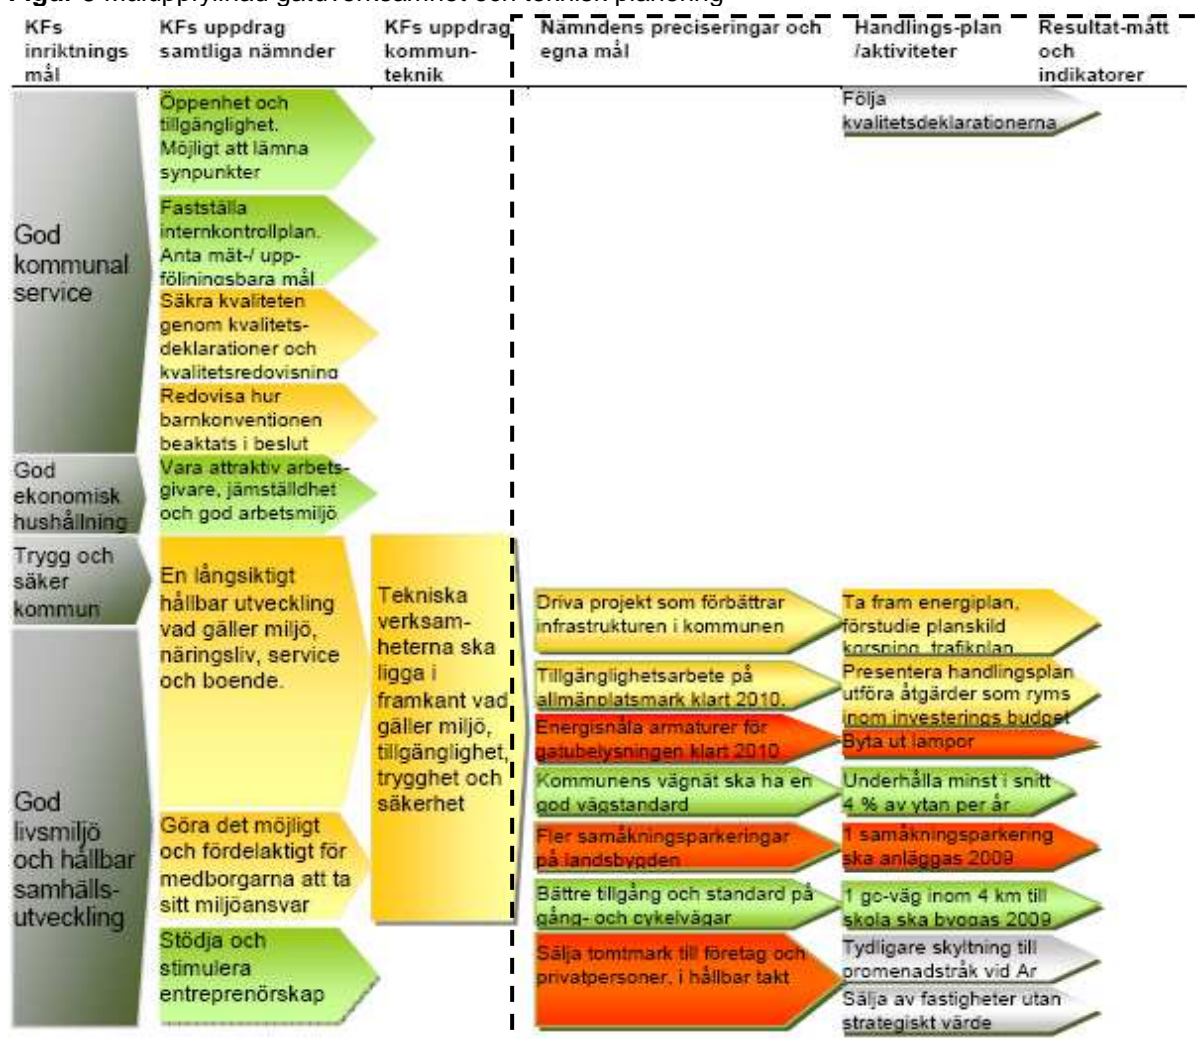 Figur 3 måluppfyllnad gatuverksamhet och teknisk planering
KFs
inriktnings
mål
KFs uppdrag
samtliga nämnder
KFs uppdrag
kommun-
teknik
Nämndens preciseringar och
egna mål
Handlings-plan
/aktiviteter
Resultat-mått
och
indikatorer
God
kommunal
service
God
ekonomisk
hushållning
Trygg och
säker
kommun
God
livsmiljö
och hållbar
samhälls-
utveckling
Öppenhet och
tillgänglighet.
Möjligt att lämna
synpunkter
Fastställa
internkontrollplan.
Anta mät-/ upp-
följningsbara mål
Säkra kvaliteten
genom kvalitets-
deklarationer och
kvalitetsredovisning
Redovisa hur
barnkonventionen
beaktats i beslut
Vara attraktiv arbets-
givare, jämställdhet
och god arbetsmiljö
En långsiktigt
hållbar utveckling
vad gäller miljö,
näringsliv, service
och boende.
Göra det möjligt
och fördelaktigt för
medborgarna att ta
sitt miljöansvar
Stödja och
stimulera
entreprenörskap
Tekniska
verksam-
heterna ska
ligga i
framkant vad
gäller miljö,
tillgänglighet,
trygghet och
säkerhet
Driva projekt som förbättrar
infrastrukturen i kommunen
Tillgänglighetsarbete på
allmänplatsmark klart 2010.
Energisnåla armaturer för
gatubelysningen klart 2010
Kommunens vägnät ska ha en
god vägstandard
Fler samåkningsparkeringar
på landsbygden
Bättre tillgång och standard på
gång- och cykelvägar
Sälja tomtmark till företag och
privatpersoner, i hållbar takt
Följa
kvalitetsdeklarationerna
Ta fram energiplan,
förstudie planskild
korsning, trafikplan
Presentera handlingsplan
utföra åtgärder som ryms
inom investerings budget
Byta ut lampor
Underhålla minst i snitt
4 % av ytan per år
1 samåkningsparkering
ska anläggas 2009
1 gc-väg inom 4 km till
skola ska byggas 2009
Tydligare skyltning till
promenadstråk vid Ar
Sälja av fastigheter utan
strategiskt värde